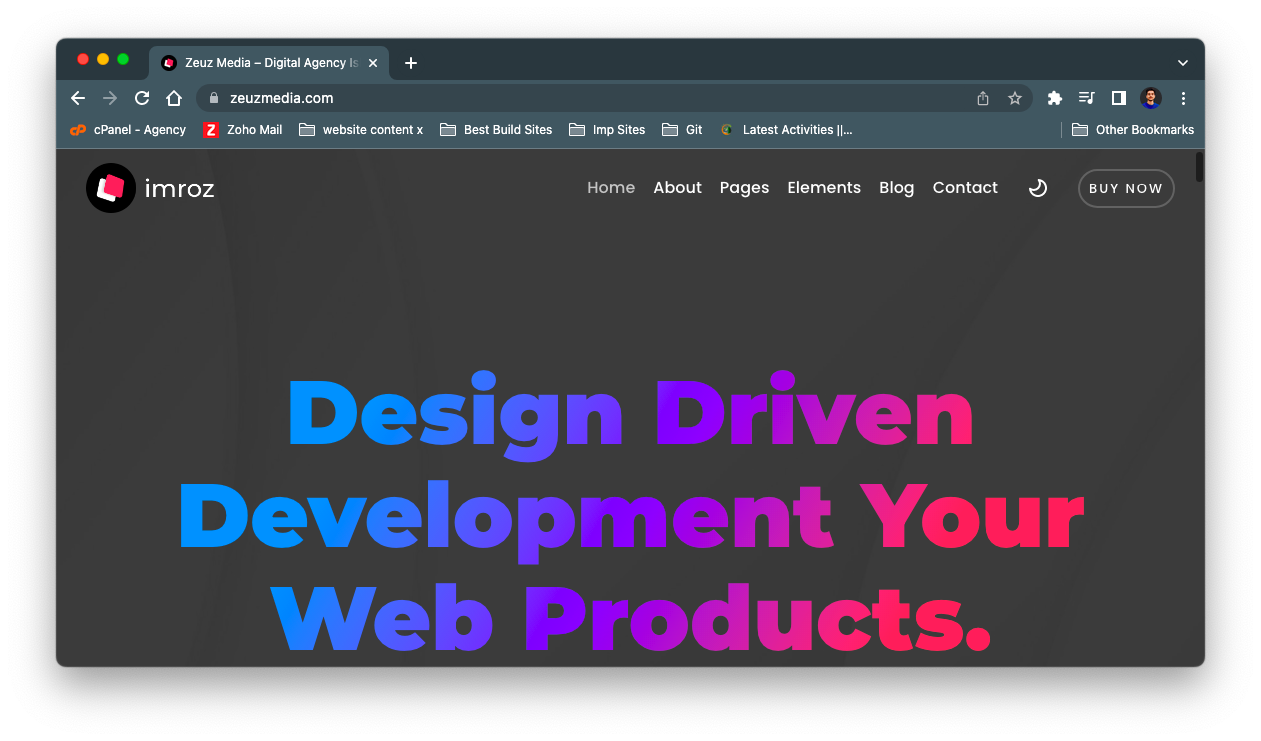 Zeuz Media – Digital Agency Is
zeuzmedia.com
cP cPanel - Agency Z Zoho Mail website content x Best Build Sites Imp Sites Git Latest Activities ||... Other Bookmarks
imroz Home About Pages Elements Blog Contact BUY NOW
Design Driven
Development Your
Web Products.